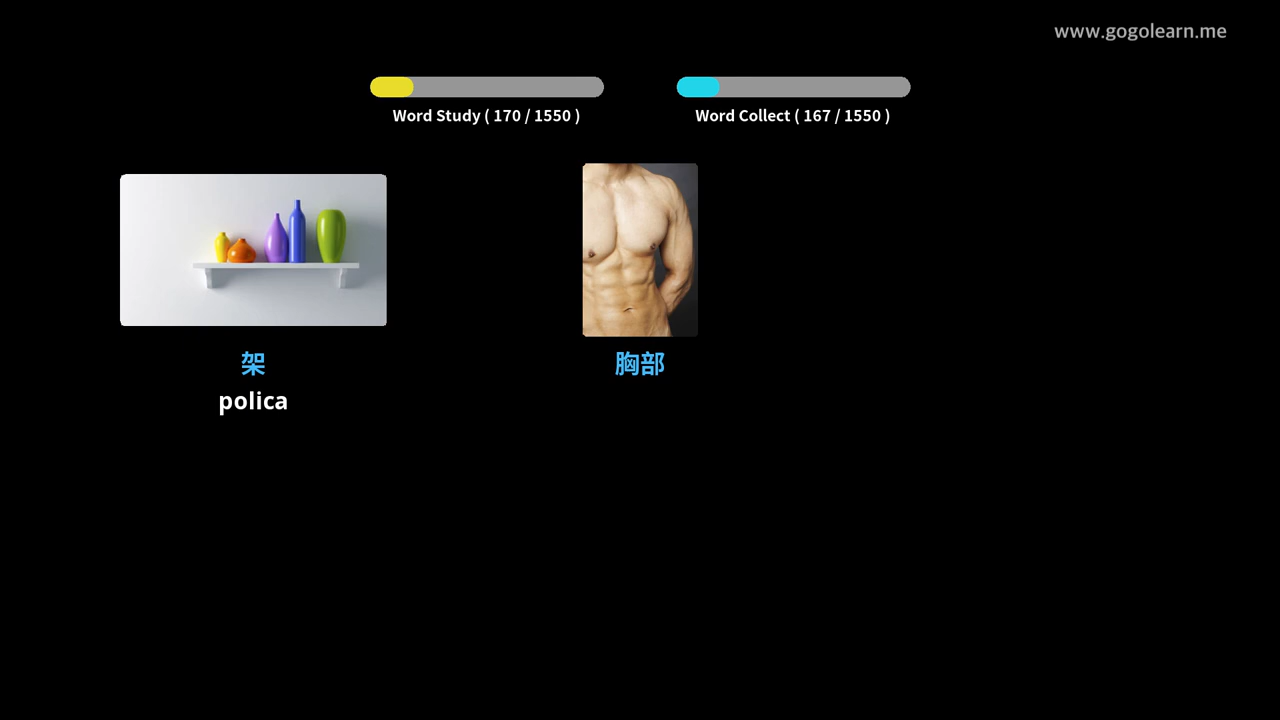 www.gogolearn.me
Word Study ( 170 / 1550 )
Word Collect ( 167 / 1550 )
架
polica
胸部